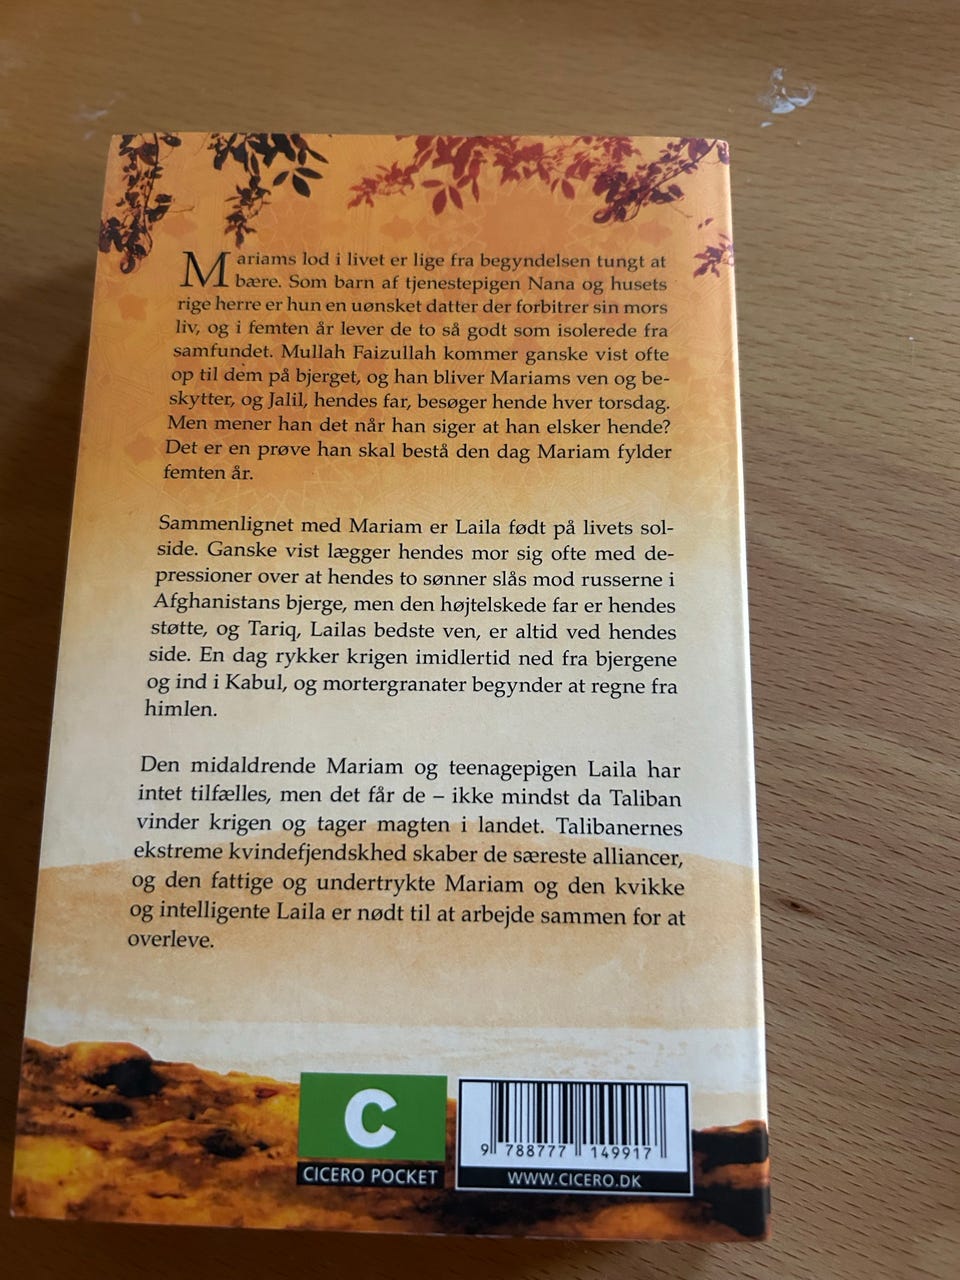 Mariams lod i livet er lige fra begyndelsen tungt at
bære. Som barn af tjenestepigen Nana og husets
rige herre er hun en uønsket datter der forbitrer sin mors
liv, og i femten år lever de to så godt som isolerede fra
samfundet. Mullah Faizullah kommer ganske vist ofte
op til dem på bjerget, og han bliver Mariams ven og be-
skytter, og Jalil, hendes far, besøger hende hver torsdag.
Men mener han det når han siger at han elsker hende?
Det er en prøve han skal bestå den dag Mariam fylder
femten år.
Sammenlignet med Mariam er Laila født på livets sol-
side. Ganske vist lægger hendes mor sig ofte med de-
pressioner over at hendes to sønner slås mod russerne i
Afghanistans bjerge, men den højtelskede far er hendes
støtte, og Tariq, Lailas bedste ven, er altid ved hendes
side. En dag rykker krigen imidlertid ned fra bjergene
og ind i Kabul, og mortergranater begynder at regne fra
himlen.
Den midaldrende Mariam og teenagepigen Laila har
intet tilfælles, men det får de – ikke mindst da Taliban
vinder krigen og tager magten i landet. Talibanernes
ekstreme kvindefjendskhed skaber de særeste alliancer,
og den fattige og undertrykte Mariam og den kvikke
og intelligente Laila er nødt til at arbejde sammen for at
overleve.
C
CICERO POCKET
9 788777 149917
WWW.CICERO.DK